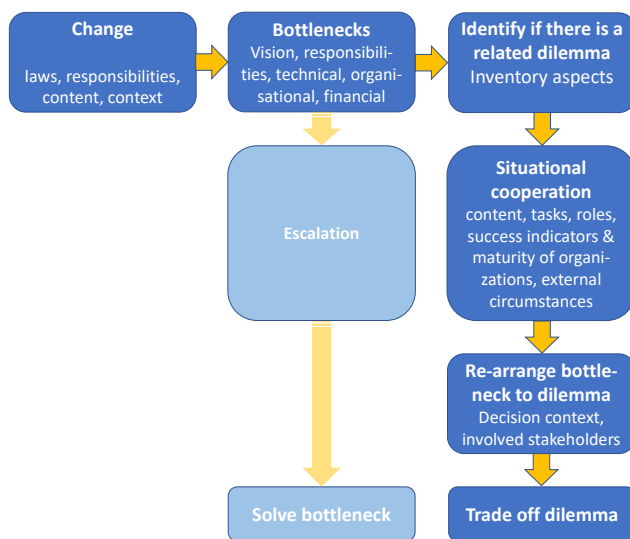 Change
laws, responsibilities,
content, context
Bottlenecks
Vision, responsibili-
ties, technical, organi-
sational, financial
Identify if there is a
related dilemma
Inventory aspects
Escalation
Situational
cooperation
content, tasks, roles,
success indicators &
maturity of organi-
zations, external
circumstances
Re-arrange bottle-
neck to dilemma
Decision context,
involved stakeholders
Solve bottleneck
Trade off dilemma